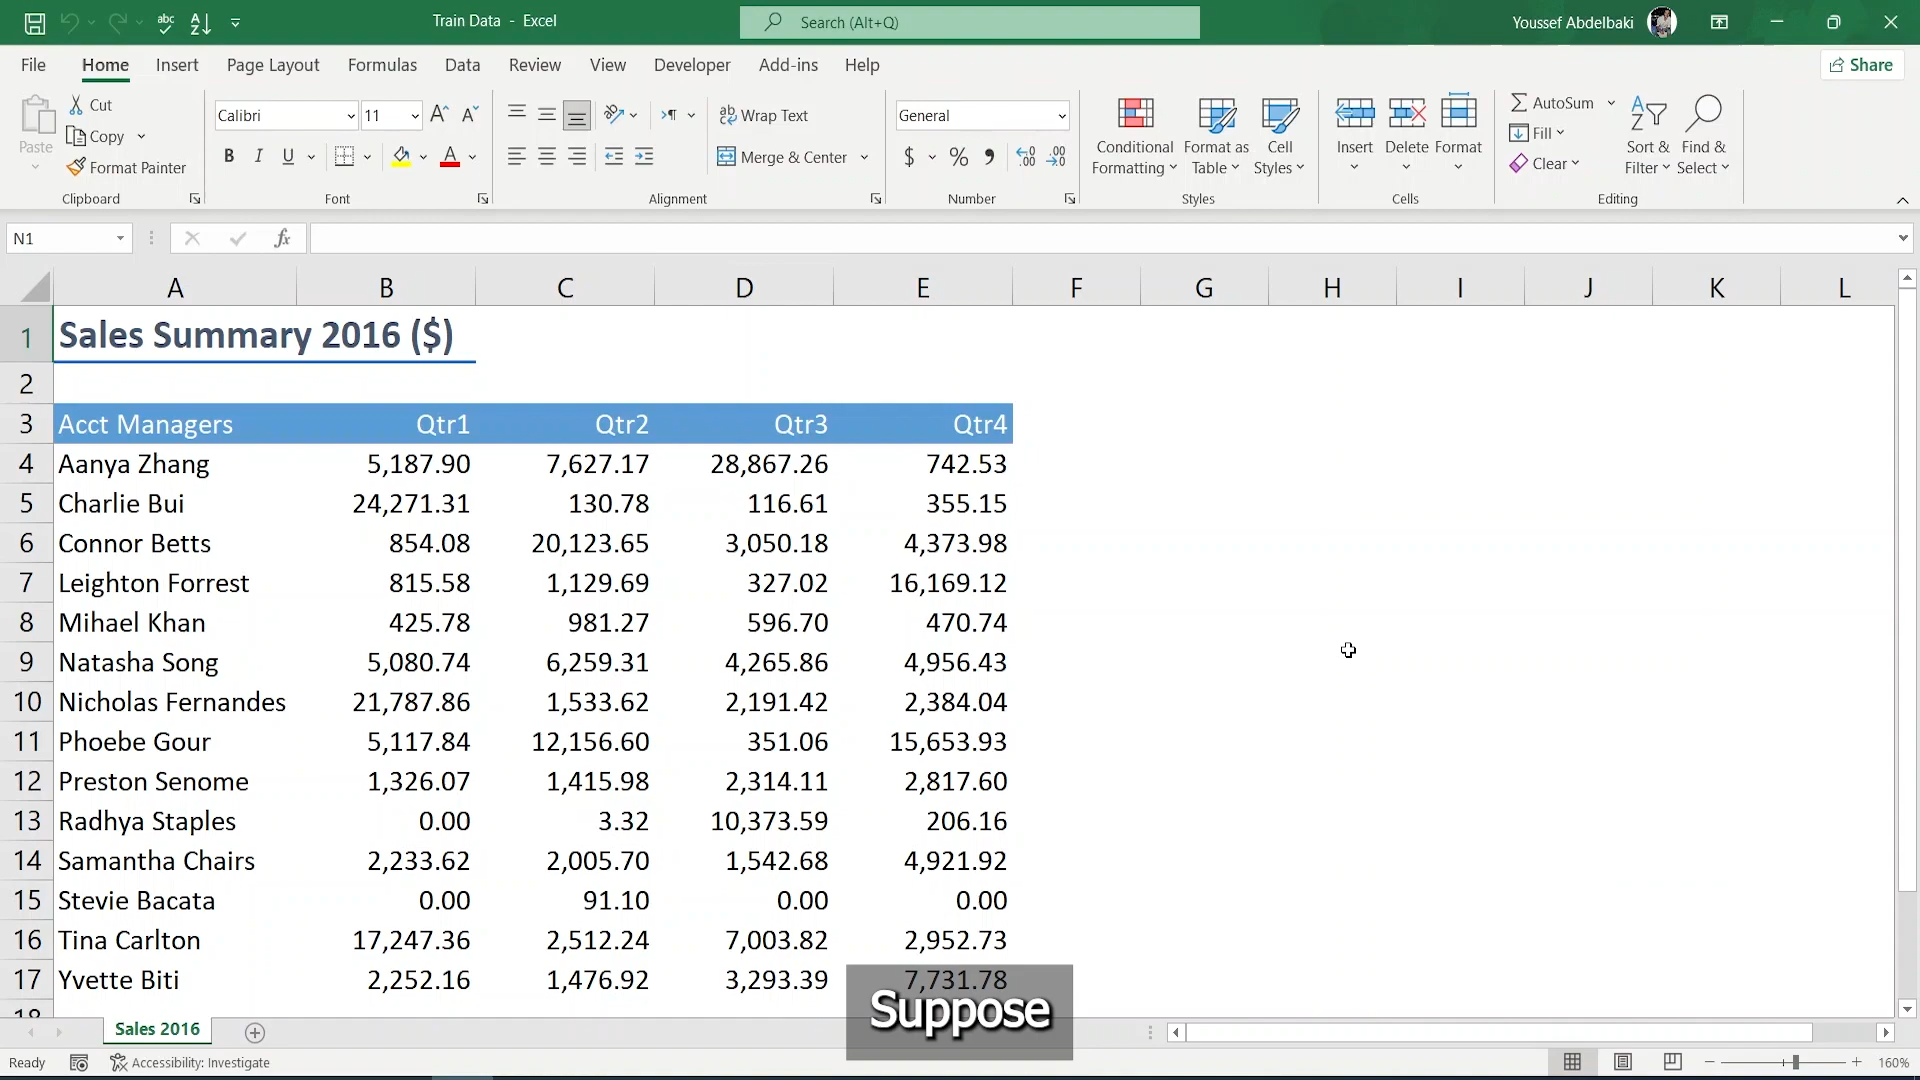 Train Data - Excel
Search (Alt+Q)
Youssef Abdelbaki
File Home Insert Page Layout Formulas Data Review View Developer Add-ins Help
Share
Paste
Cut
Copy
Format Painter
Clipboard
Calibri 11
B I U
Font
Wrap Text
Merge & Center
Alignment
General
$ % 9
Number
Conditional Formatting
Format as Table
Cell Styles
Styles
Insert
Delete
Format
Cells
AutoSum
Fill
Clear
Sort & Filter
Find & Select
Editing
N1
fx
A B C D E F G H I J K L
1 Sales Summary 2016 ($)
2
3 Acct Managers Qtr1 Qtr2 Qtr3 Qtr4
4 Aanya Zhang 5,187.90 7,627.17 28,867.26 742.53
5 Charlie Bui 24,271.31 130.78 116.61 355.15
6 Connor Betts 854.08 20,123.65 3,050.18 4,373.98
7 Leighton Forrest 815.58 1,129.69 327.02 16,169.12
8 Mihael Khan 425.78 981.27 596.70 470.74
9 Natasha Song 5,080.74 6,259.31 4,265.86 4,956.43
10 Nicholas Fernandes 21,787.86 1,533.62 2,191.42 2,384.04
11 Phoebe Gour 5,117.84 12,156.60 351.06 15,653.93
12 Preston Senome 1,326.07 1,415.98 2,314.11 2,817.60
13 Radhya Staples 0.00 3.32 10,373.59 206.16
14 Samantha Chairs 2,233.62 2,005.70 1,542.68 4,921.92
15 Stevie Bacata 0.00 91.10 0.00 0.00
16 Tina Carlton 17,247.36 2,512.24 7,003.82 2,952.73
17 Yvette Biti 2,252.16 1,476.92 3,293.39 7,731.78
18
Suppose
Sales 2016
Ready
Accessibility: Investigate
160%